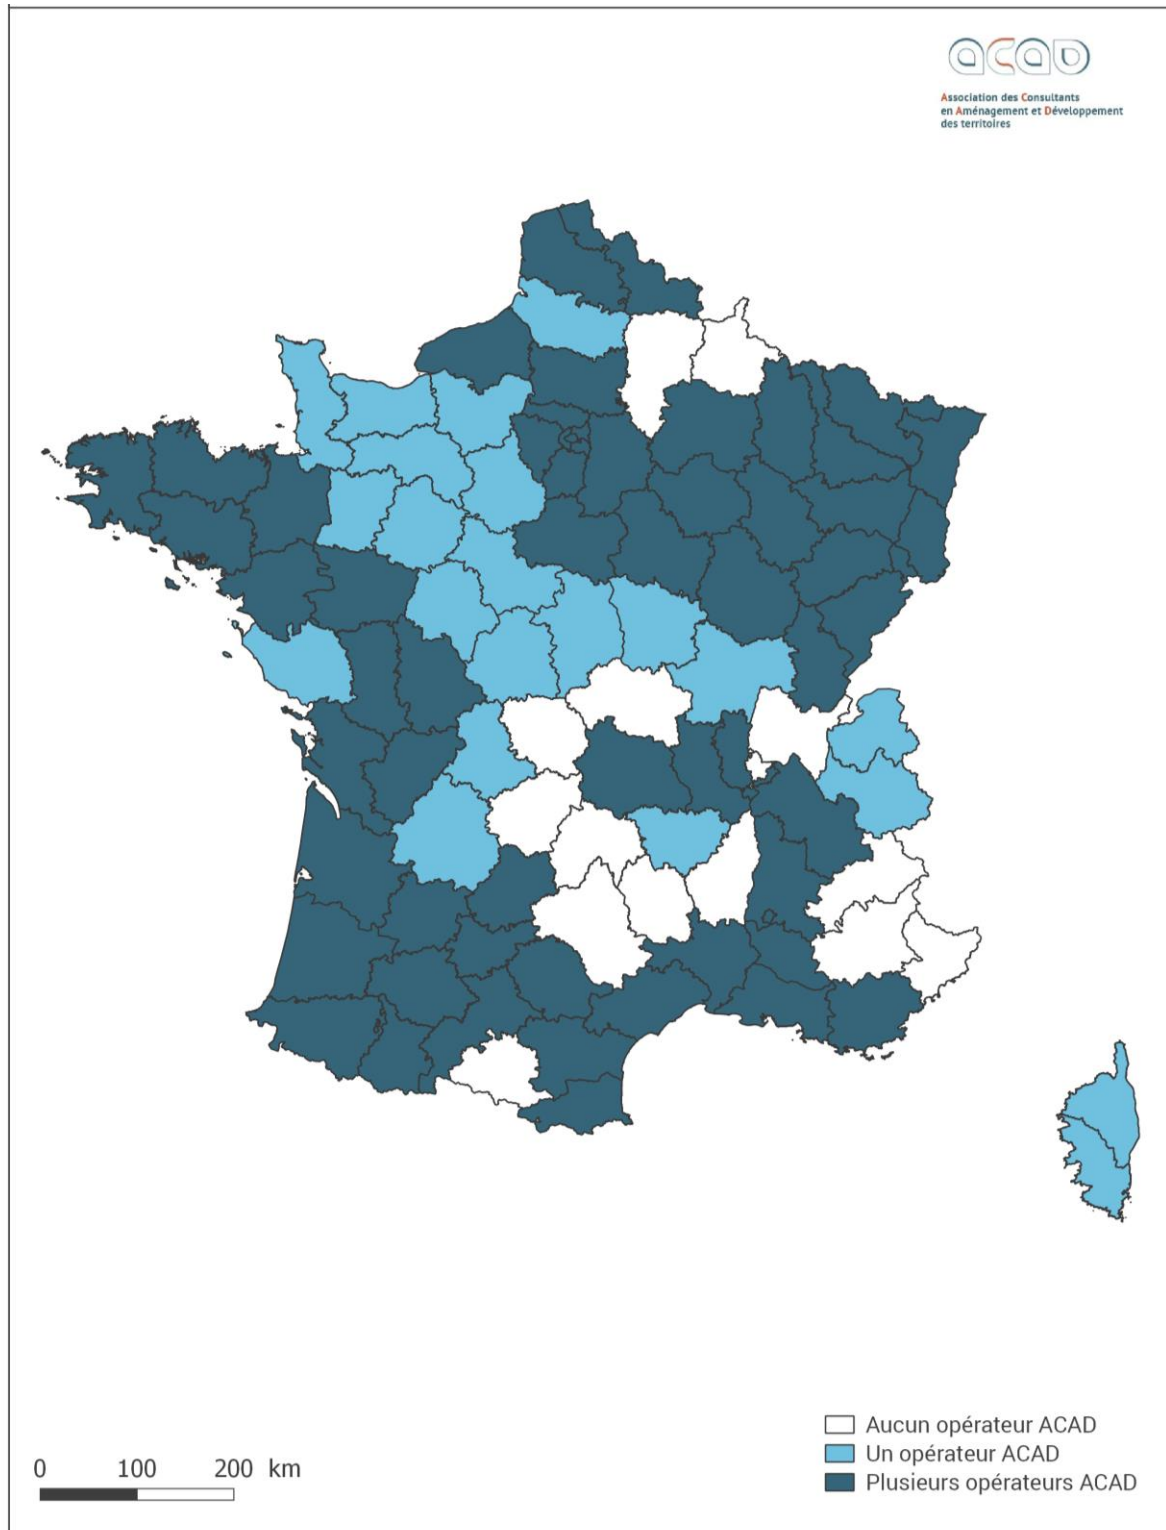 acad
Association des Consultants
en Aménagement et Développement
des territoires
Aucun opérateur ACAD
Un opérateur ACAD
Plusieurs opérateurs ACAD
0 100 200 km